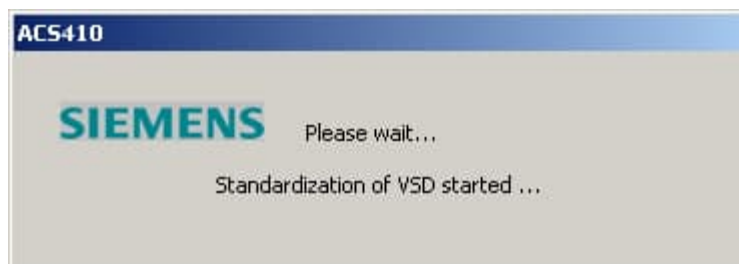 ACS410
SIEMENS Please wait...
Standardization of VSD started ...